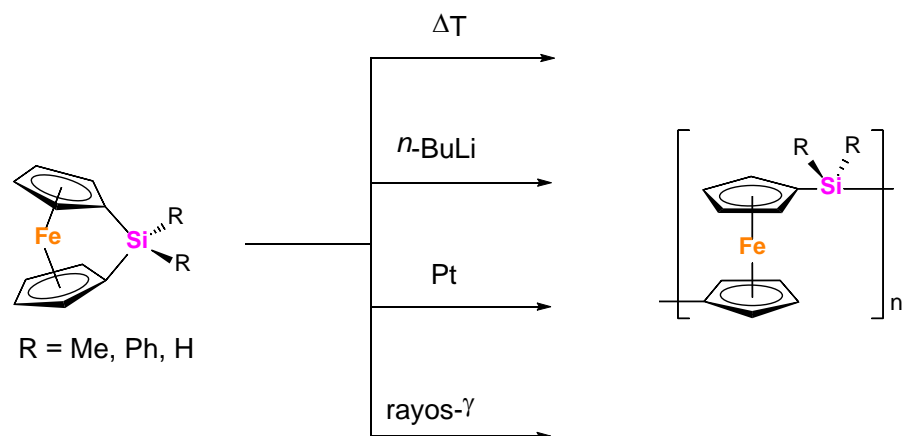 ΔT
n-BuLi
Pt
rayos-γ
Fe
Si
R
R
R = Me, Ph, H
R
R
Si
Fe
n